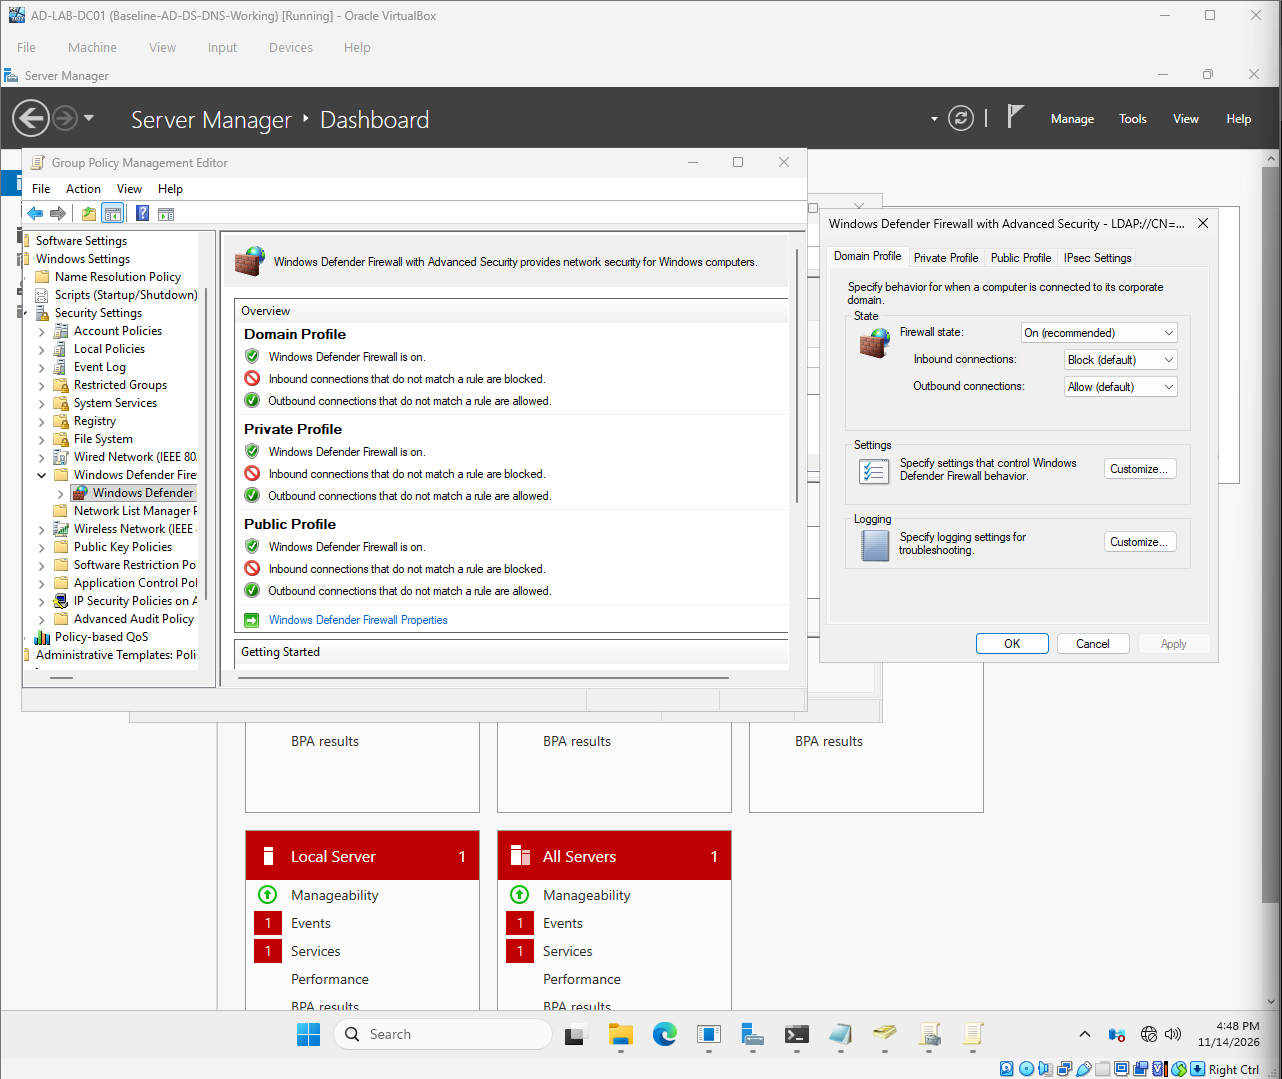 AD-LAB-DC01 (Baseline-AD-DS-DNS-Working) [Running] - Oracle VirtualBox
File Machine View Input Devices Help
Server Manager
Server Manager Dashboard
Manage Tools View Help
Group Policy Management Editor
File Action View Help
Software Settings
Windows Settings
Name Resolution Policy
Scripts (Startup/Shutdown)
Security Settings
Account Policies
Local Policies
Event Log
Restricted Groups
System Services
Registry
File System
Wired Network (IEEE 80
Windows Defender Fire
Windows Defender
Network List Manager P
Wireless Network (IEEE
Public Key Policies
Software Restriction Po
Application Control Pol
IP Security Policies on A
Advanced Audit Policy
Policy-based QoS
Administrative Templates: Poli
Windows Defender Firewall with Advanced Security provides network security for Windows computers.
Overview
Domain Profile
Windows Defender Firewall is on.
Inbound connections that do not match a rule are blocked.
Outbound connections that do not match a rule are allowed.
Private Profile
Windows Defender Firewall is on.
Inbound connections that do not match a rule are blocked.
Outbound connections that do not match a rule are allowed.
Public Profile
Windows Defender Firewall is on.
Inbound connections that do not match a rule are blocked.
Outbound connections that do not match a rule are allowed.
Windows Defender Firewall Properties
Getting Started
Windows Defender Firewall with Advanced Security - LDAP://CN=...
Domain Profile Private Profile Public Profile IPsec Settings
Specify behavior for when a computer is connected to its corporate
domain.
State
Firewall state: On (recommended)
Inbound connections: Block (default)
Outbound connections: Allow (default)
Settings
Specify settings that control Windows
Defender Firewall behavior.
Customize...
Logging
Specify logging settings for
troubleshooting.
Customize...
OK Cancel Apply
BPA results
BPA results
BPA results
Local Server 1
Manageability
1 Events
1 Services
Performance
BPA results
All Servers 1
Manageability
1 Events
1 Services
Performance
BPA results
Search
4:48 PM
11/14/2026
Right Ctrl